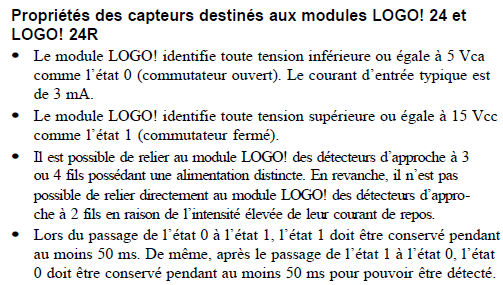 Propriétés des capteurs destinés aux modules LOGO! 24 et
LOGO! 24R
• Le module LOGO! identifie toute tension inférieure ou égale à 5 Vca
comme l'état 0 (commutateur ouvert). Le courant d'entrée typique est
de 3 mA.
• Le module LOGO! identifie toute tension supérieure ou égale à 15 Vcc
comme l'état 1 (commutateur fermé).
• Il est possible de relier au module LOGO! des détecteurs d'approche à 3
ou 4 fils possédant une alimentation distincte. En revanche, il n'est pas
possible de relier directement au module LOGO! des détecteurs d'appro-
che à 2 fils en raison de l'intensité élevée de leur courant de repos.
• Lors du passage de l'état 0 à l'état 1, l'état 1 doit être conservé pendant
au moins 50 ms. De même, après le passage de l'état 1 à l'état 0, l'état
0 doit être conservé pendant au moins 50 ms pour pouvoir être détecté.